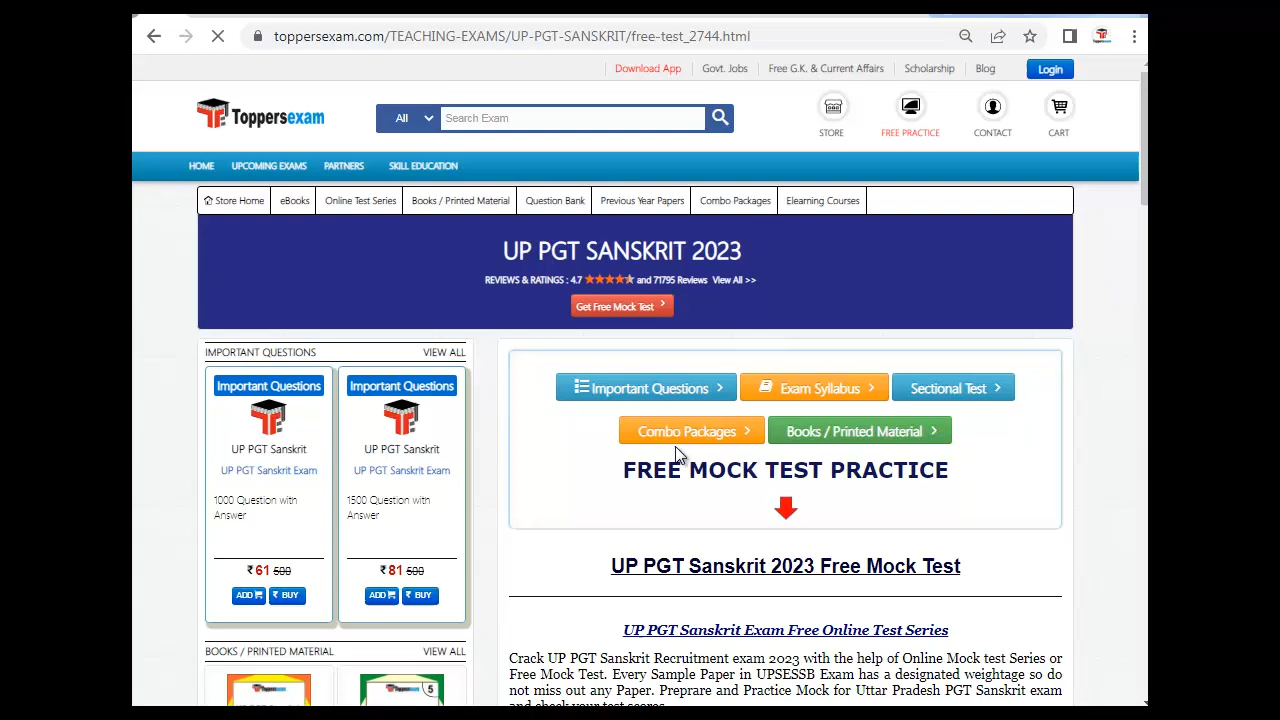 toppersexam.com/TEACHING-EXAMS/UP-PGT-SANSKRIT/free-test_2744.html
Download App Govt. Jobs Free G.K. & Current Affairs Scholarship Blog Login
Toppersexam All Search Exam
STORE FREE PRACTICE CONTACT CART
HOME UPCOMING EXAMS PARTNERS SKILL EDUCATION
Store Home eBooks Online Test Series Books / Printed Material Question Bank Previous Year Papers Combo Packages Elearning Courses
UP PGT SANSKRIT 2023
REVIEWS & RATINGS : 4.7 and 71795 Reviews View All >>
Get Free Mock Test
IMPORTANT QUESTIONS VIEW ALL
Important Questions
UP PGT Sanskrit
UP PGT Sanskrit Exam
1000 Question with
Answer
₹ 61 500
ADD ₹ BUY
Important Questions
UP PGT Sanskrit
UP PGT Sanskrit Exam
1500 Question with
Answer
₹ 81 500
ADD ₹ BUY
BOOKS / PRINTED MATERIAL VIEW ALL
Toppersexam
Toppersexam 5
Important Questions > Exam Syllabus > Sectional Test >
Combo Packages > Books / Printed Material >
FREE MOCK TEST PRACTICE
UP PGT Sanskrit 2023 Free Mock Test
UP PGT Sanskrit Exam Free Online Test Series
Crack UP PGT Sanskrit Recruitment exam 2023 with the help of Online Mock test Series or
Free Mock Test. Every Sample Paper in UPSESSB Exam has a designated weightage so do
not miss out any Paper. Preprare and Practice Mock for Uttar Pradesh PGT Sanskrit exam
and check your test scores.